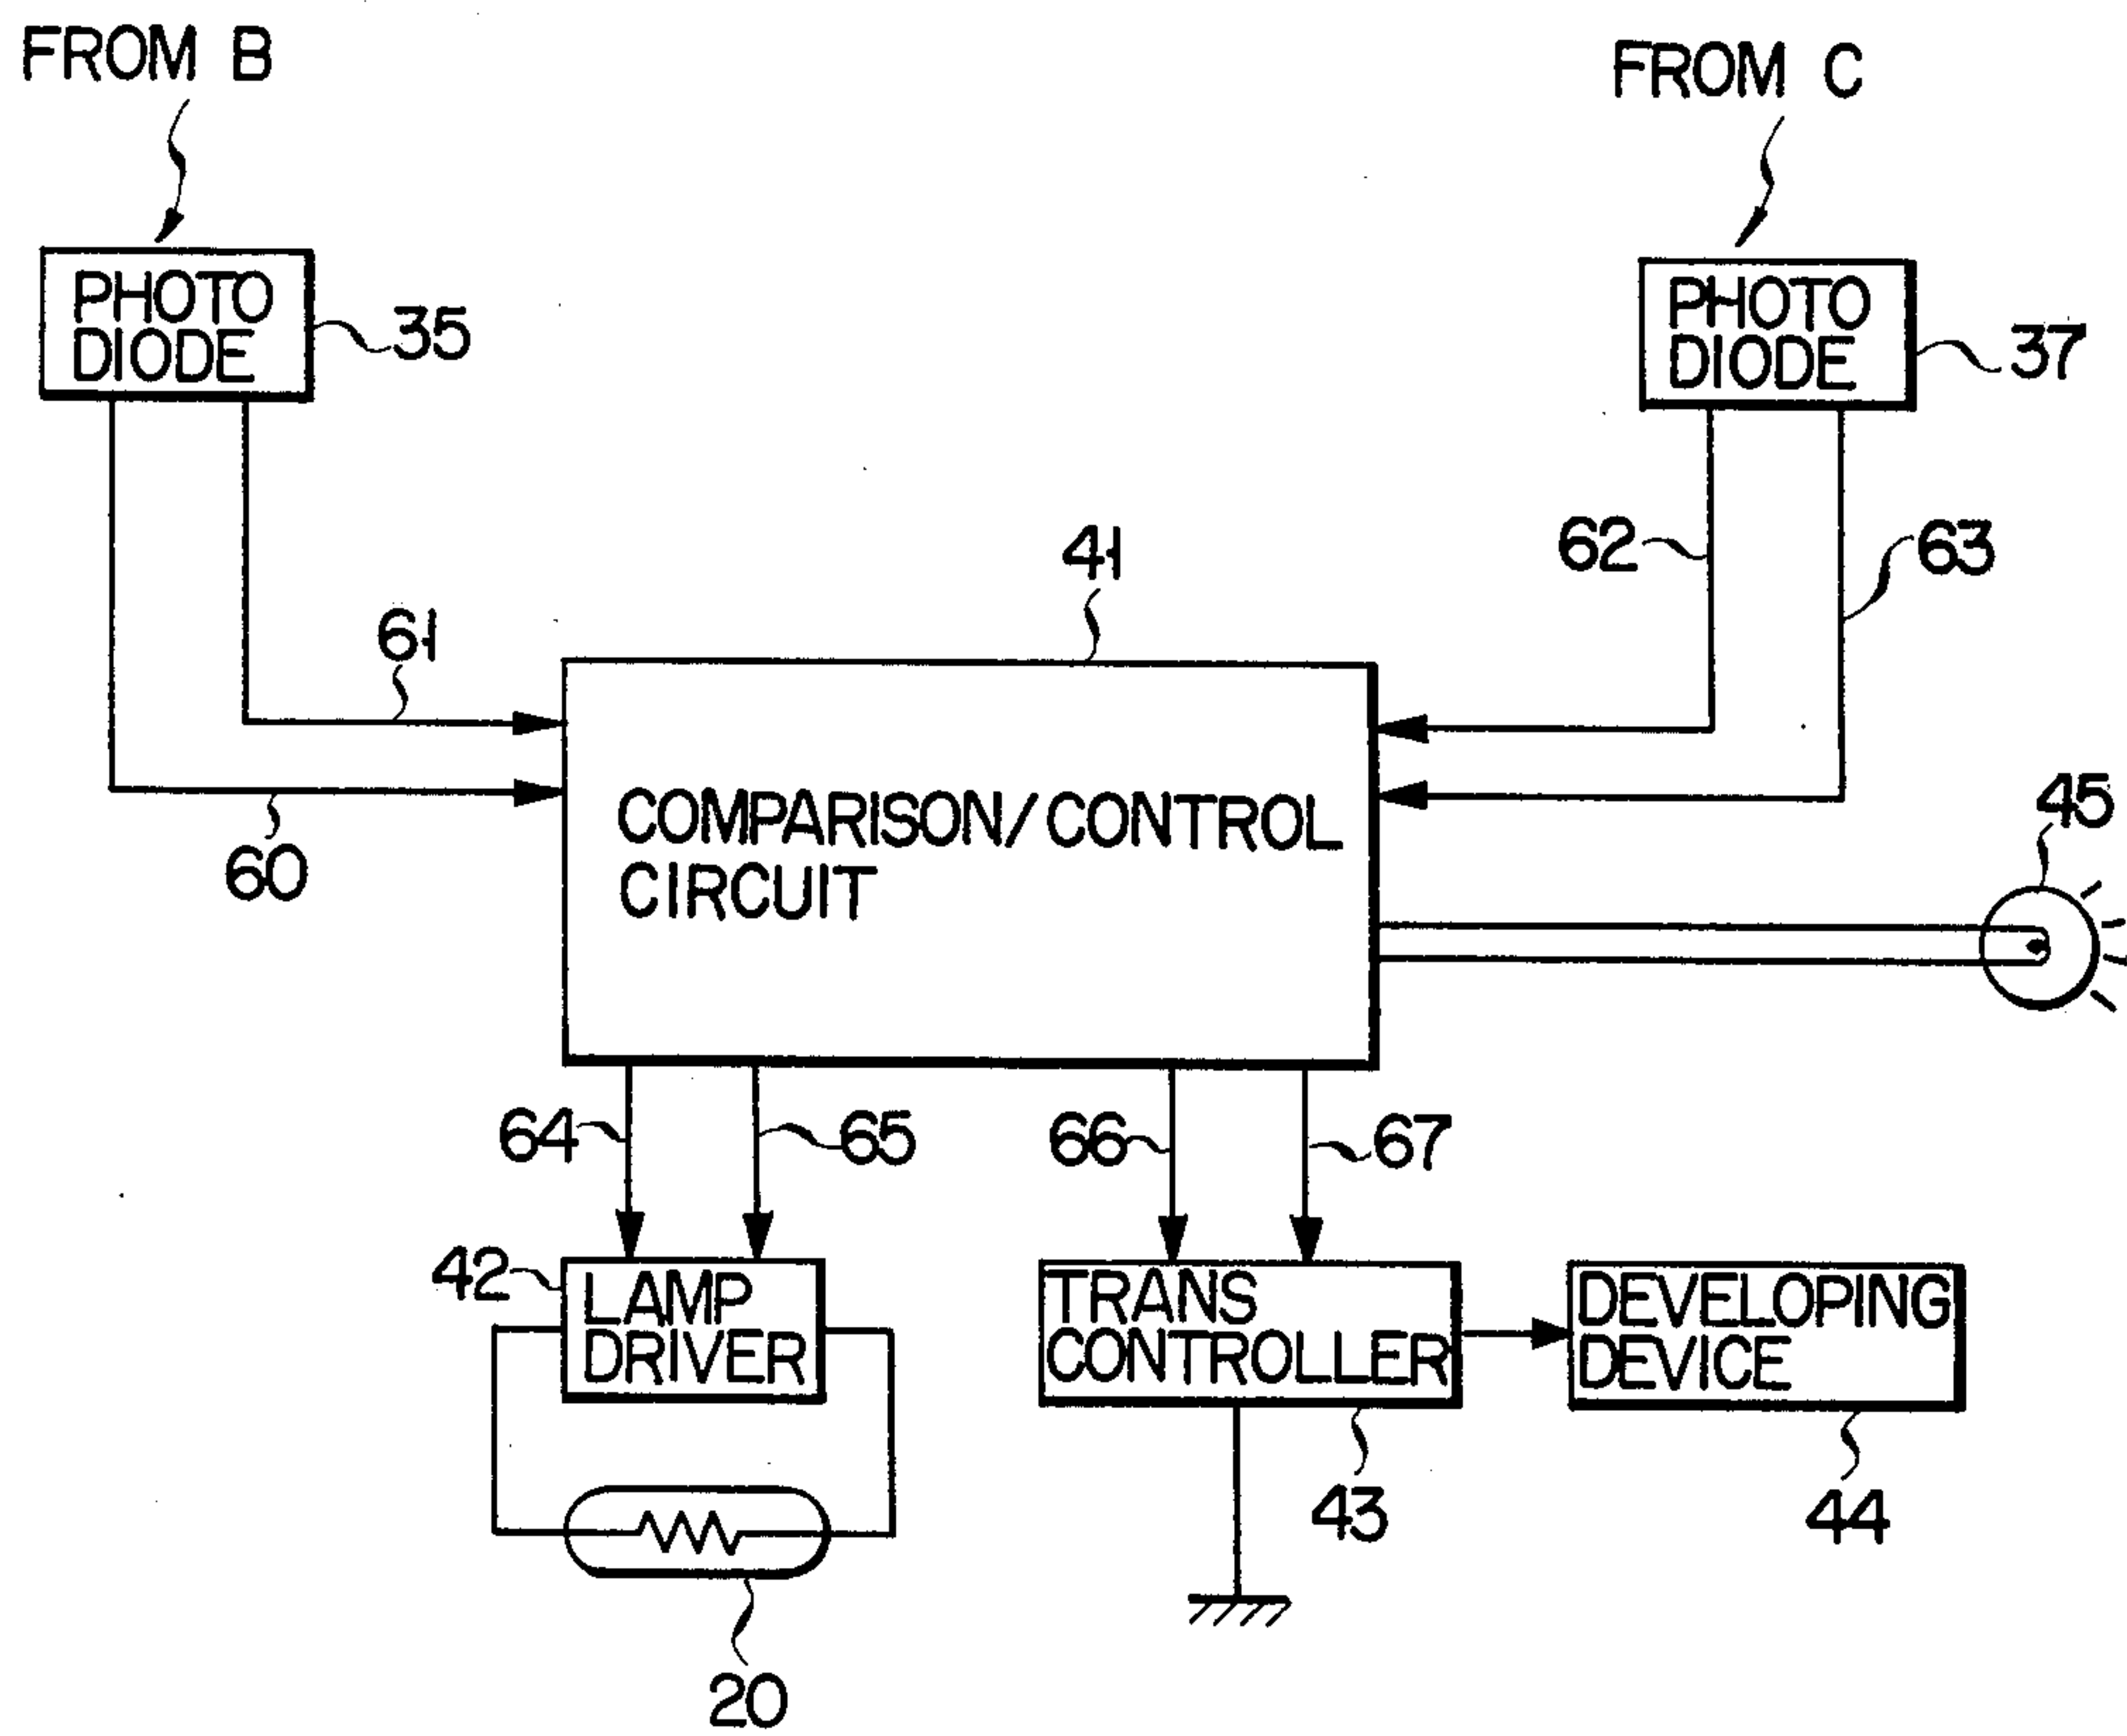 FROM B
FROM C
PHOTO
DIODE
35
PHOTO
DIODE
37
41
62
63
61
60
COMPARISON/CONTROL
CIRCUIT
45
64
65
66
67
42
LAMP
DRIVER
TRANS
CONTROLLER
DEVELOPING
DEVICE
43
44
20